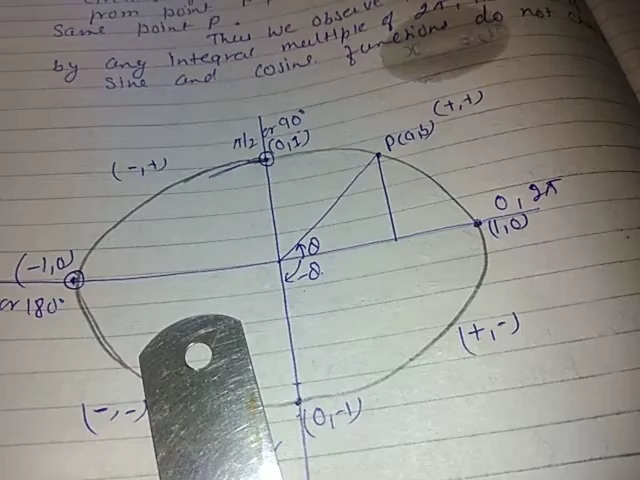 from point
Same point P.
Thus we observe
by any integral multiple of 2π,
Sine and cosine functions do not
π/2 or 90°
(0,1)
(+,+)
P(a,b)
(-,+)
0, 2π
(1,0)
θ
-θ
(-1,0)
or 180°
(+,-)
(-,-)
(0,-1)